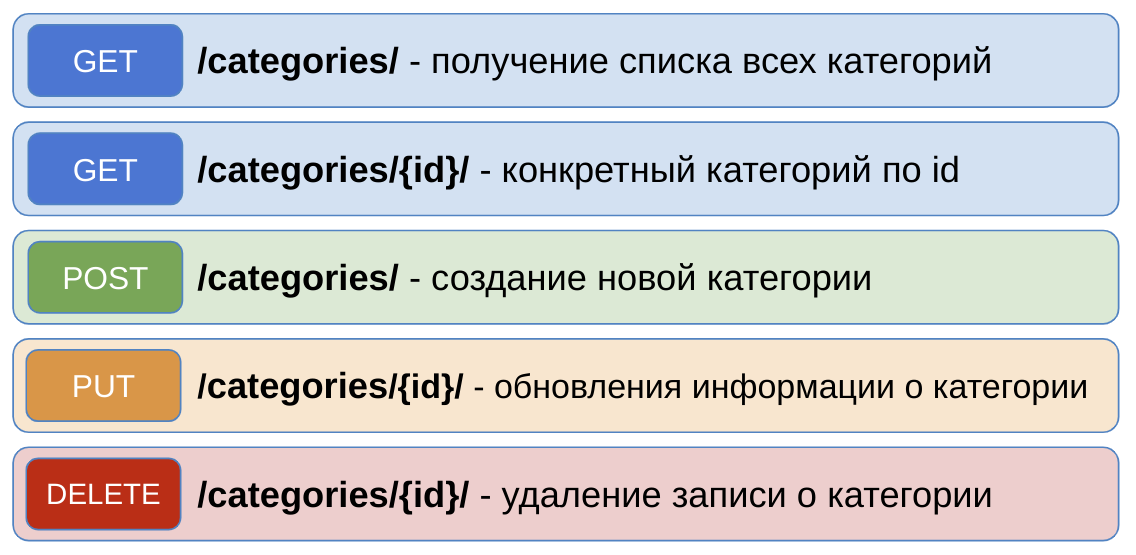 GET /categories/ - получение списка всех категорий
GET /categories/{id}/ - конкретный категорий по id
POST /categories/ - создание новой категории
PUT /categories/{id}/ - обновления информации о категории
DELETE /categories/{id}/ - удаление записи о категории